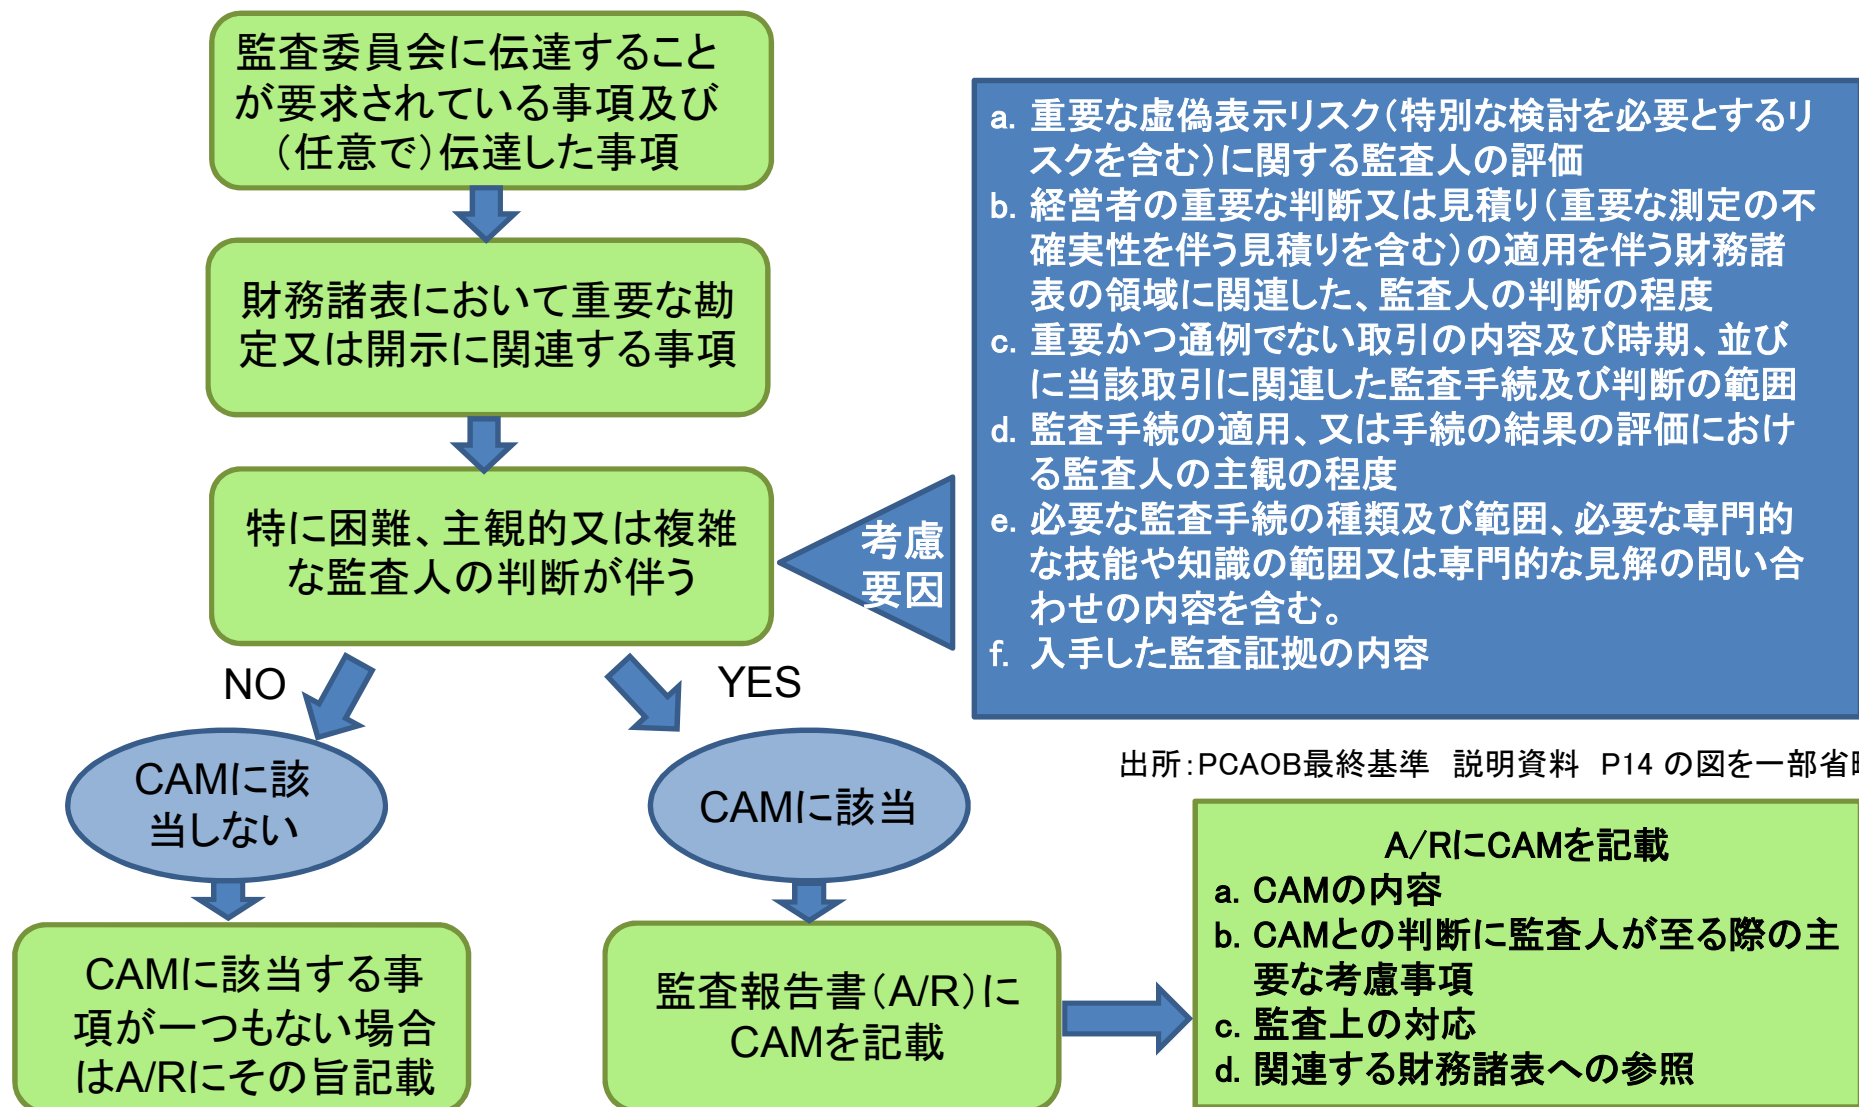 監査委員会に伝達すること
が要求されている事項及び
（任意で）伝達した事項
財務諸表において重要な勘
定又は開示に関連する事項
特に困難、主観的又は複雑
な監査人の判断が伴う
考慮
要因
a. 重要な虚偽表示リスク（特別な検討を必要とするリ
スクを含む）に関する監査人の評価
b. 経営者の重要な判断又は見積り（重要な測定の不
確実性を伴う見積りを含む）の適用を伴う財務諸
表の領域に関連した、監査人の判断の程度
c. 重要かつ通例でない取引の内容及び時期、並び
に当該取引に関連した監査手続及び判断の範囲
d. 監査手続の適用、又は手続の結果の評価におけ
る監査人の主観の程度
e. 必要な監査手続の種類及び範囲、必要な専門的
な技能や知識の範囲又は専門的な見解の問い合
わせの内容を含む。
f. 入手した監査証拠の内容
NO
YES
出所：PCAOB最終基準 説明資料 P14 の図を一部省
CAMに該
当しない
CAMに該当
CAMに該当する事
項が一つもない場合
はA/Rにその旨記載
監査報告書（A/R）に
CAMを記載
A/RにCAMを記載
a. CAMの内容
b. CAMとの判断に監査人が至る際の主
要な考慮事項
c. 監査上の対応
d. 関連する財務諸表への参照